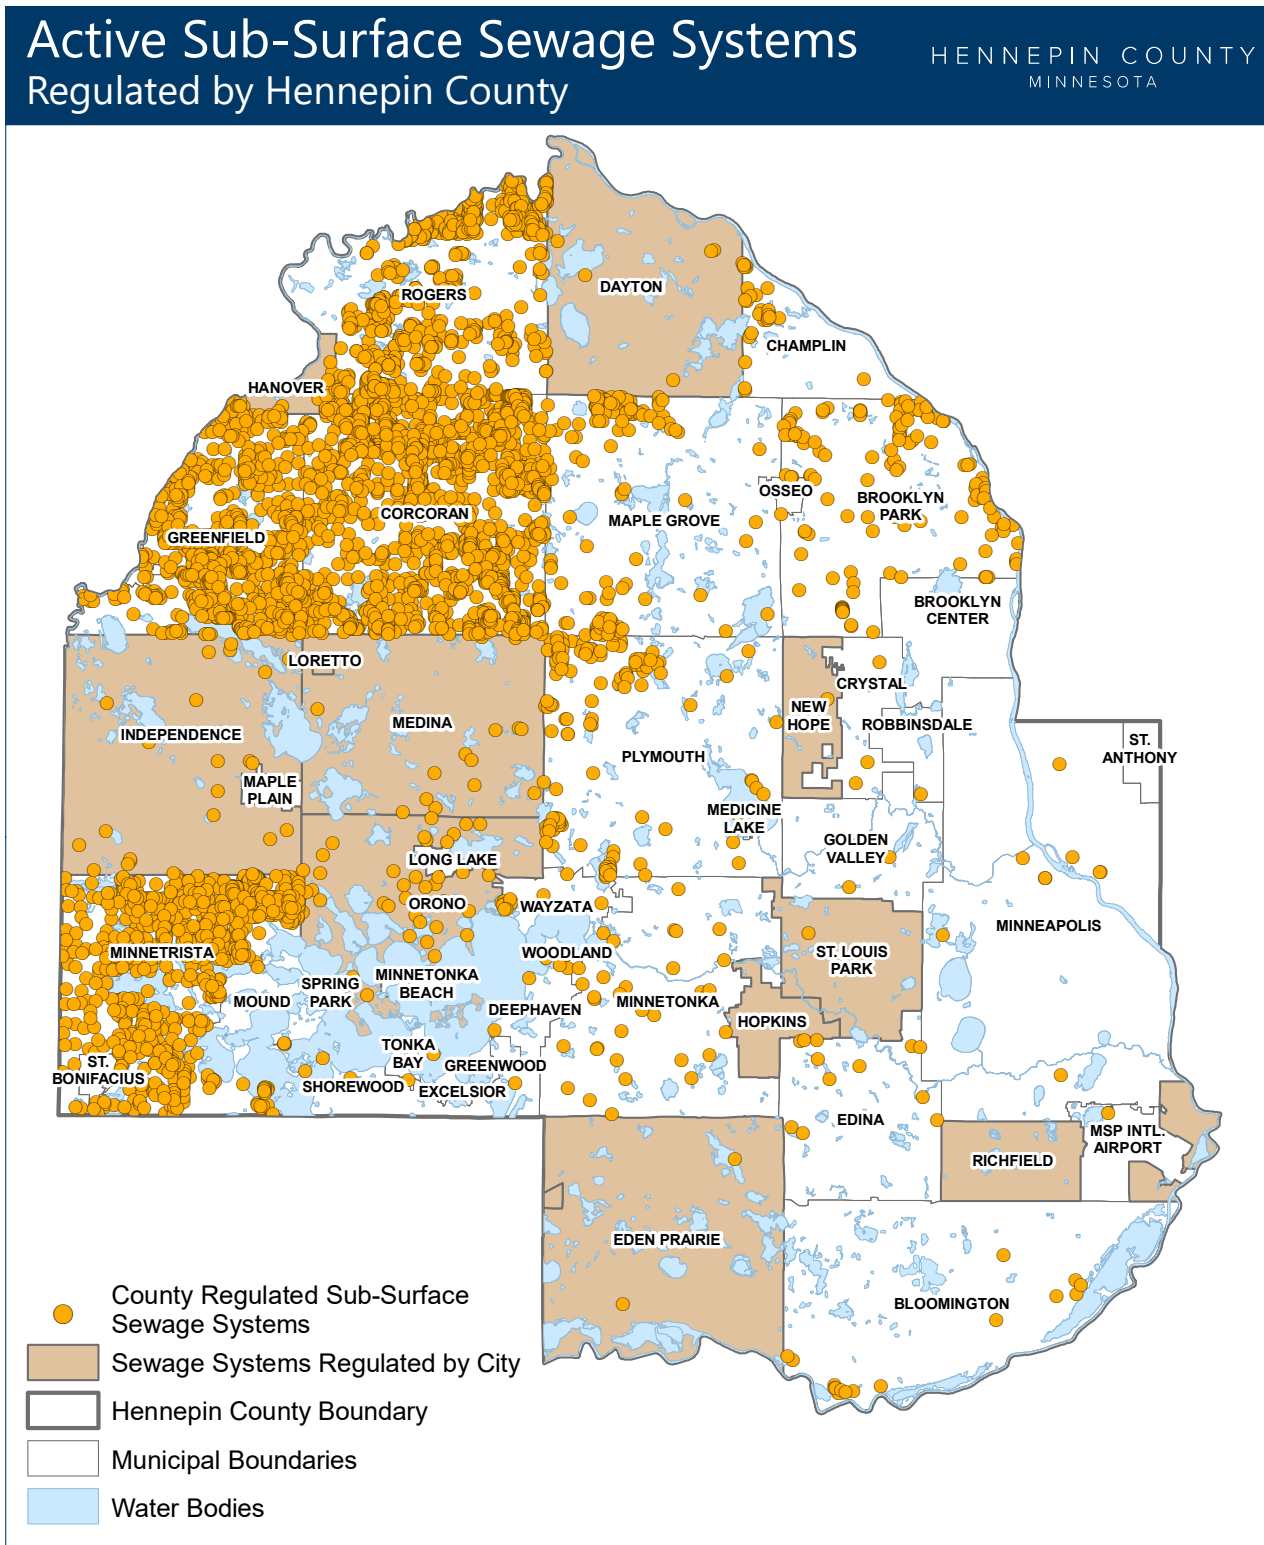 Active Sub-Surface Sewage Systems
Regulated by Hennepin County
HENNEPIN COUNTY
MINNESOTA
DAYTON
ROGERS
CHAMPLIN
HANOVER
OSSEO
BROOKLYN
PARK
CORCORAN
MAPLE GROVE
GREENFIELD
BROOKLYN
CENTER
LORETTO
CRYSTAL
NEW
HOPE
ROBBINSDALE
MEDINA
INDEPENDENCE
ST.
ANTHONY
PLYMOUTH
MAPLE
PLAIN
MEDICINE
LAKE
GOLDEN
VALLEY
LONG LAKE
ORONO
WAYZATA
MINNEAPOLIS
MINNETRISTA
WOODLAND
ST. LOUIS
PARK
SPRING
PARK
MINNETONKA
BEACH
MOUND
DEEPHAVEN
MINNETONKA
HOPKINS
TONKA
BAY
GREENWOOD
ST.
BONIFACIUS
SHOREWOOD
EXCELSIOR
EDINA
MSP INTL.
AIRPORT
RICHFIELD
EDEN PRAIRIE
BLOOMINGTON
County Regulated Sub-Surface
Sewage Systems
Sewage Systems Regulated by City
Hennepin County Boundary
Municipal Boundaries
Water Bodies